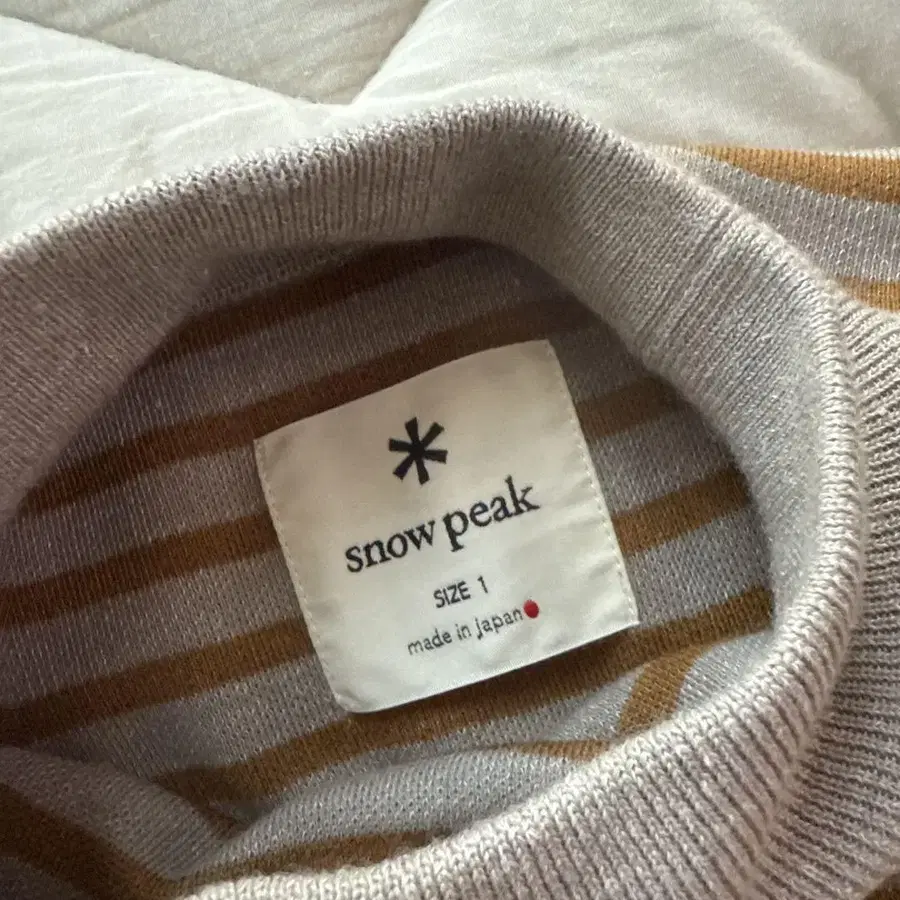 snow peak
SIZE 1
made in japan